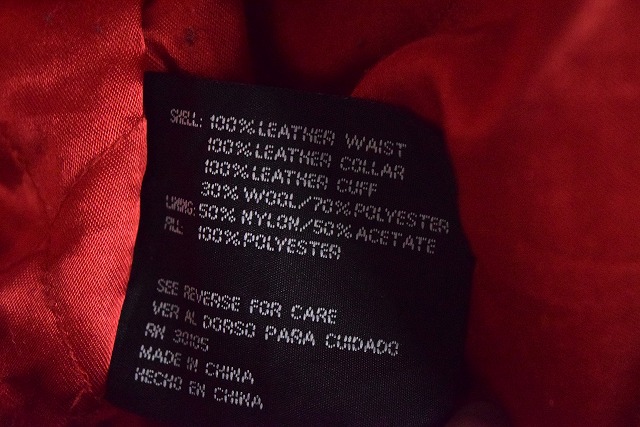 SHELL: 100% LEATHER WAIST
100% LEATHER COLLAR
100% LEATHER CUFF
30% WOOL/70% POLYESTER
LINING: 50% NYLON/50% ACETATE
FILL: 100% POLYESTER
SEE REVERSE FOR CARE
VER AL DORSO PARA CUIDADO
RN 30105
MADE IN CHINA
HECHO EN CHINA